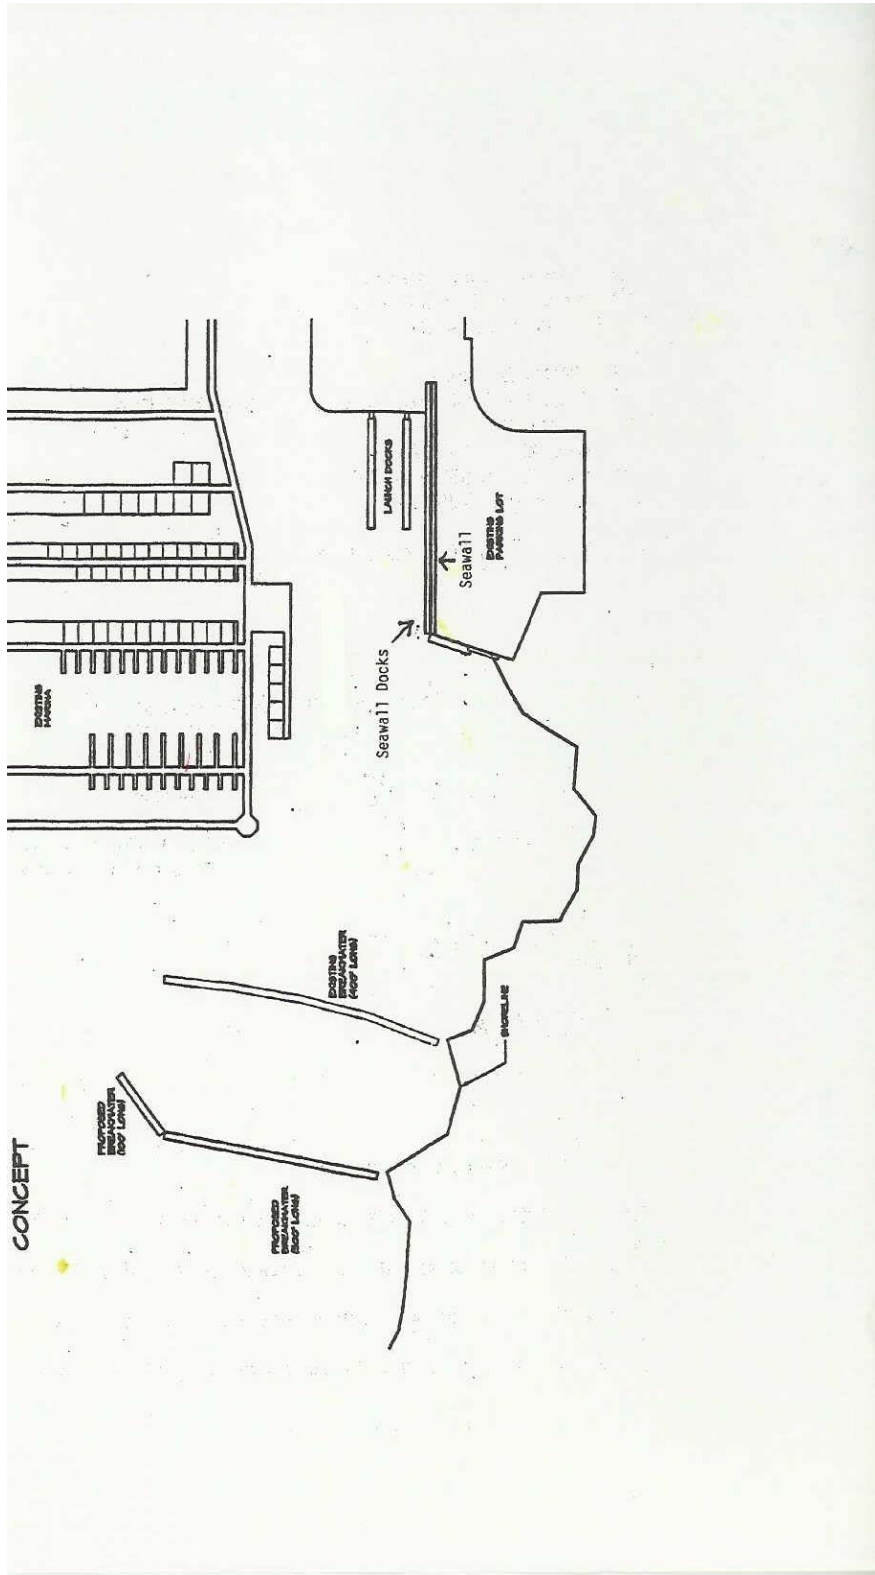 CONCEPT
PROPOSED
BREAKWATER
(100' LONG)
PROPOSED
BREAKWATER
(300' LONG)
EXISTING
BREAKWATER
(400' LONG)
SHORELINE
EXISTING
MARINA
Seawall Docks
Seawall
LAUNCH DOCKS
EXISTING
PARKING LOT